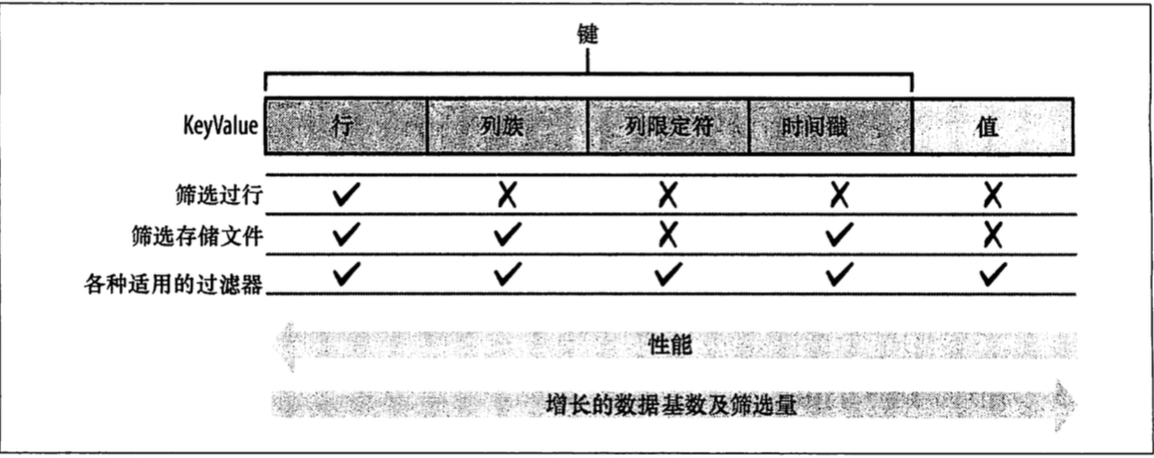 键
KeyValue 行 列族 列限定符 时间戳 值
筛选过行 ✓ ✗ ✗ ✗ ✗
筛选存储文件 ✓ ✓ ✗ ✓ ✗
各种适用的过滤器 ✓ ✓ ✓ ✓ ✓
性能
增长的数据基数及筛选量